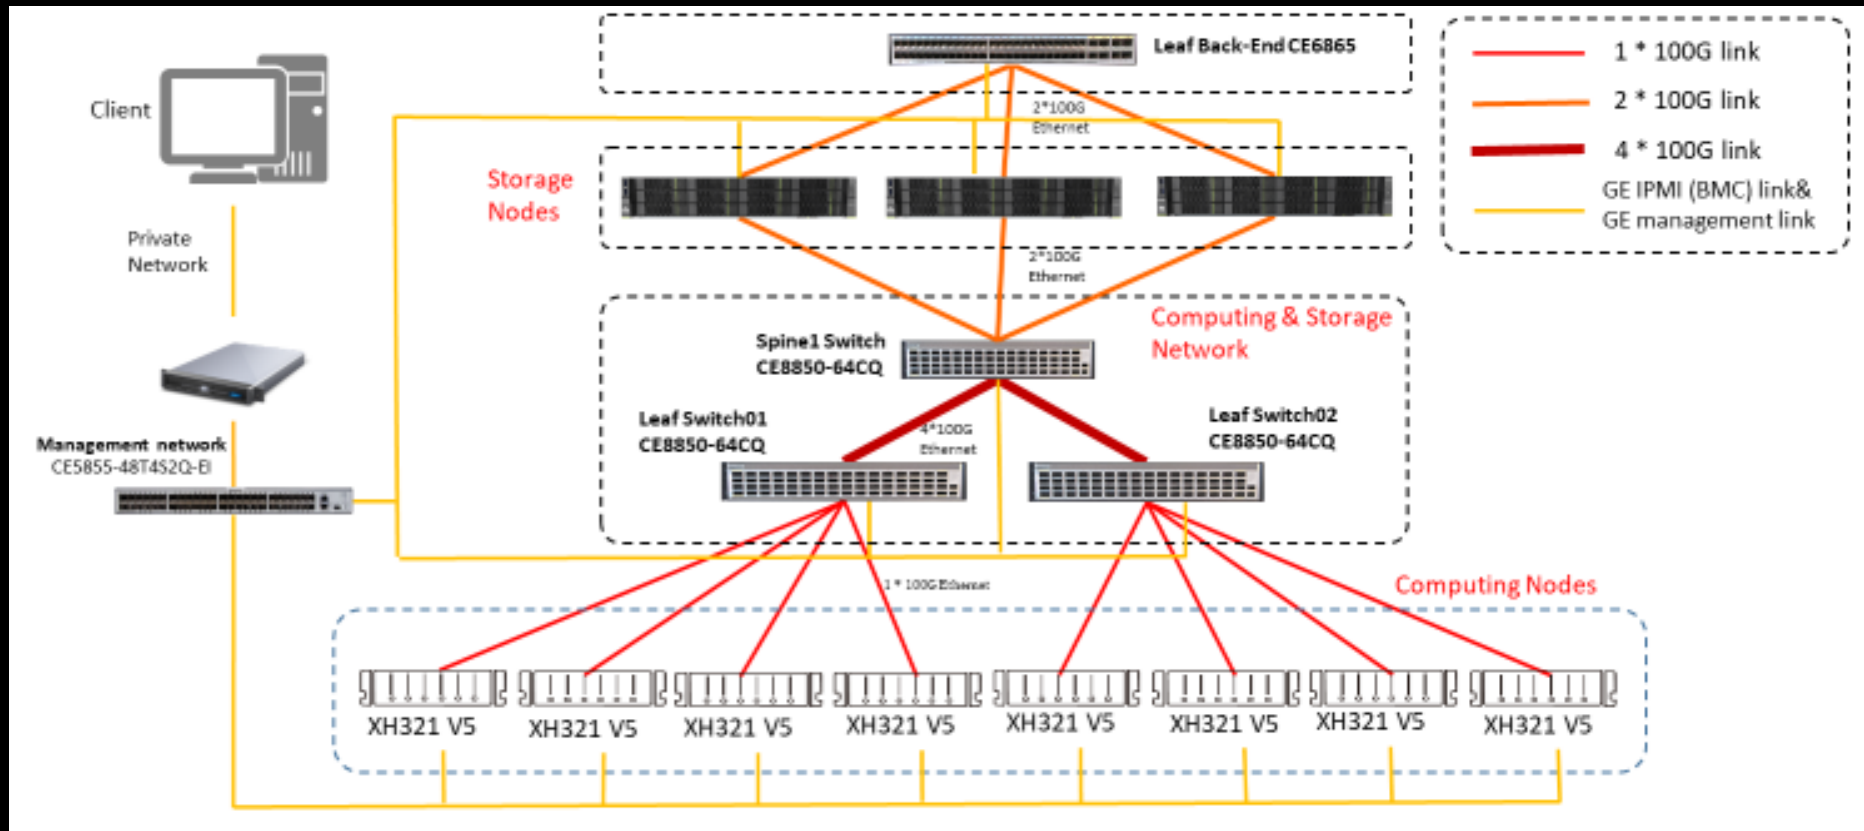 Leaf Back-End CE6865
1 * 100G link
2 * 100G link
4 * 100G link
GE IPMI (BMC) link&
GE management link
Client
2*100G
Ethernet
Storage
Nodes
Private
Network
2*100G
Ethernet
Computing & Storage
Network
Spine1 Switch
CE8850-64CQ
Leaf Switch01
CE8850-64CQ
4*100G
Ethernet
Leaf Switch02
CE8850-64CQ
Management network
CE5855-48T4S2Q-EI
1 * 100G Ethernet
Computing Nodes
XH321 V5
XH321 V5
XH321 V5
XH321 V5
XH321 V5
XH321 V5
XH321 V5
XH321 V5